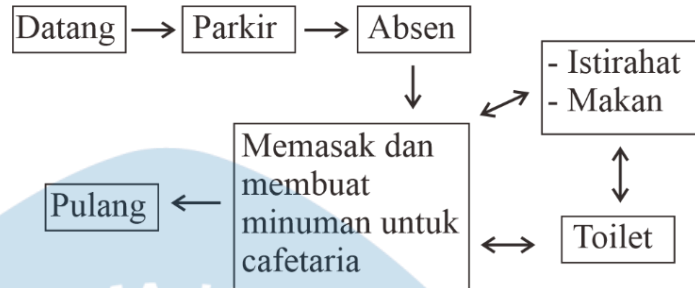 Datang
Parkir
Absen
- Istirahat
- Makan
Memasak dan
membuat
minuman untuk
cafetaria
Pulang
Toilet